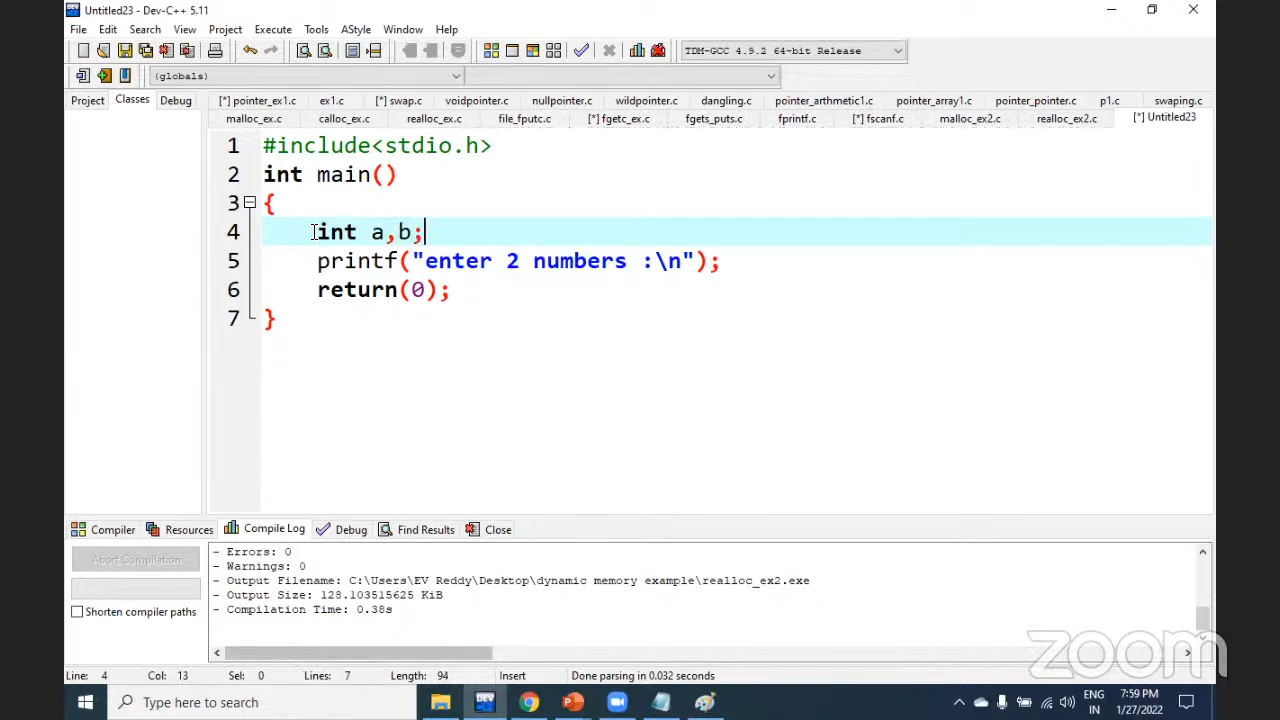 Untitled23 - Dev-C++ 5.11
File Edit Search View Project Execute Tools AStyle Window Help
TDM-GCC 4.9.2 64-bit Release
(globals)
Project Classes Debug
[*] pointer_ex1.c ex1.c [*] swap.c voidpointer.c nullpointer.c wildpointer.c dangling.c pointer_arthmetic1.c pointer_array1.c pointer_pointer.c p1.c swaping.c
malloc_ex.c calloc_ex.c realloc_ex.c file_fputc.c [*] fgetc_ex.c fgets_puts.c fprintf.c [*] fscanf.c malloc_ex2.c realloc_ex2.c [*] Untitled23
1 #include<stdio.h>
2 int main()
3 {
4 int a,b;
5 printf("enter 2 numbers :\n");
6 return(0);
7 }
Compiler Resources Compile Log Debug Find Results Close
Abort Compilation
Shorten compiler paths
- Errors: 0
- Warnings: 0
- Output Filename: C:\Users\EV Reddy\Desktop\dynamic memory example\realloc_ex2.exe
- Output Size: 128.103515625 KiB
- Compilation Time: 0.38s
zoom
Line: 4 Col: 13 Sel: 0 Lines: 7 Length: 94 Insert Done parsing in 0.032 seconds
Type here to search
DEV
ENG
IN
7:59 PM
1/27/2022